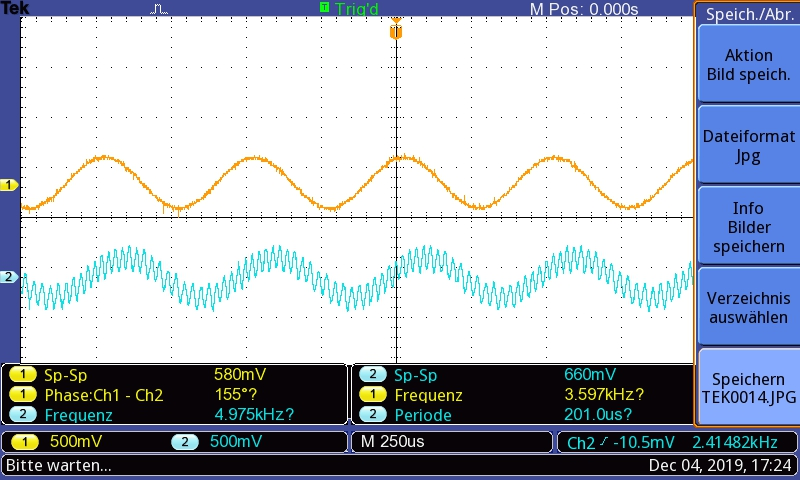 Tek T Trig'd M Pos: 0.000s
T
1
2
Speich./Abr.
Aktion
Bild speich.
Dateiformat
Jpg
Info
Bilder
speichern
Verzeichnis
auswählen
Speichern
TEK0014.JPG
1 Sp-Sp 580mV
1 Phase:Ch1 - Ch2 155°?
2 Frequenz 4.975kHz?
2 Sp-Sp 660mV
1 Frequenz 3.597kHz?
2 Periode 201.0us?
1 500mV 2 500mV M 250us Ch2 / -10.5mV 2.41482kHz
Bitte warten... Dec 04, 2019, 17:24